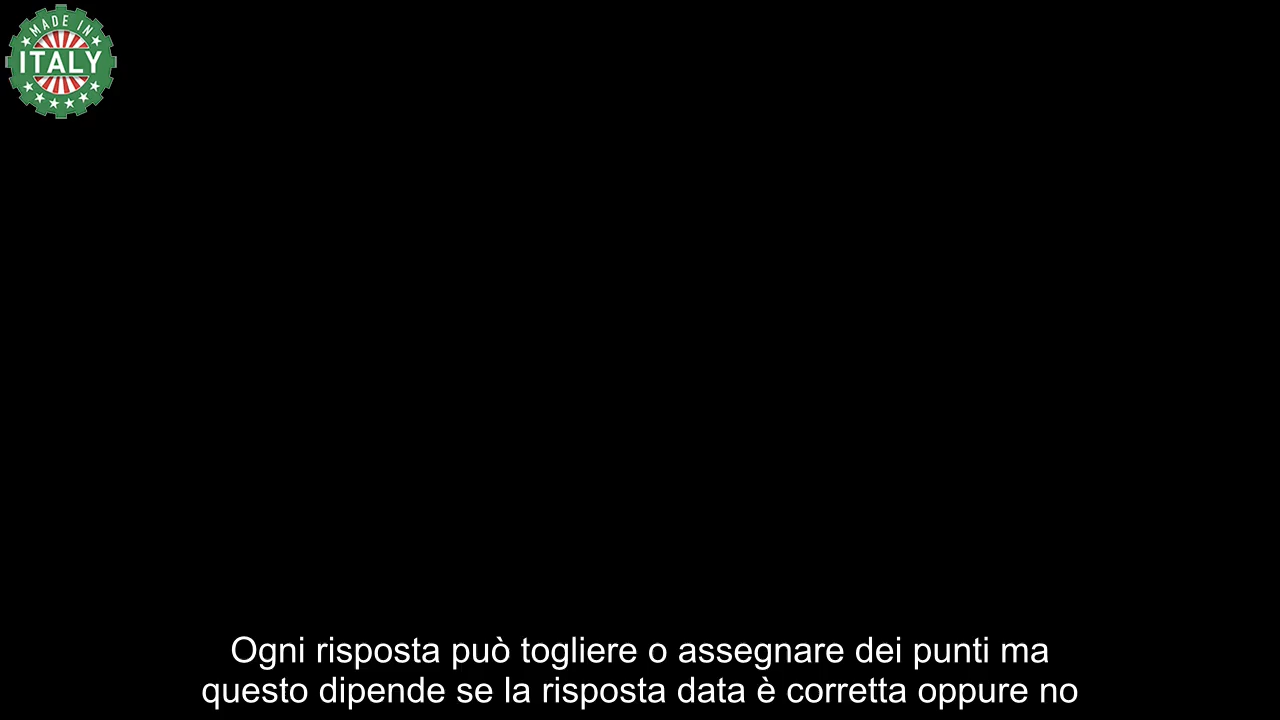 MADE IN
ITALY
Ogni risposta può togliere o assegnare dei punti ma
questo dipende se la risposta data è corretta oppure no